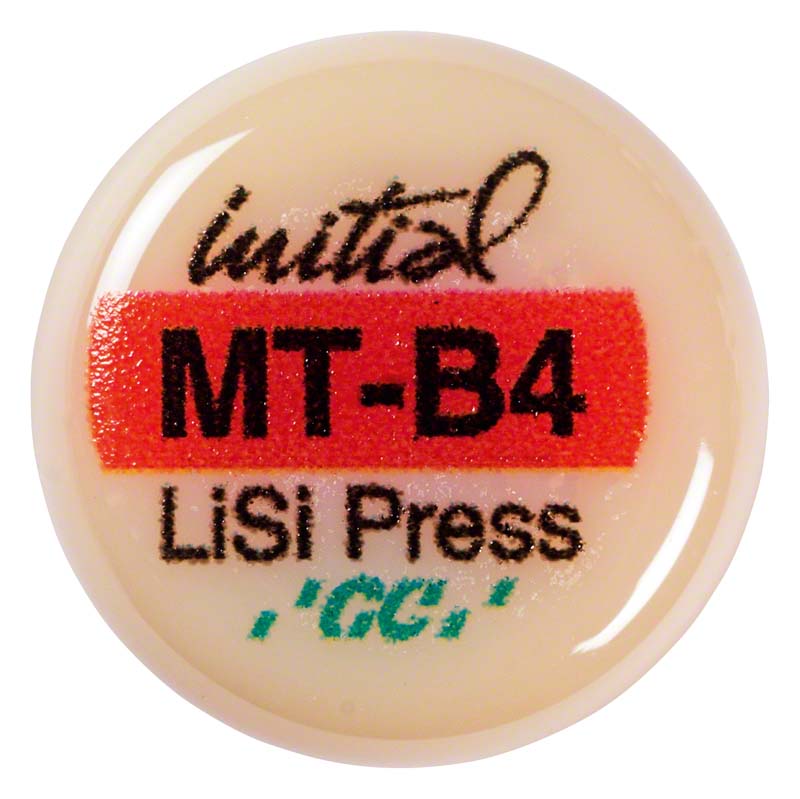 initial
MT-B4
LiSi Press
GC